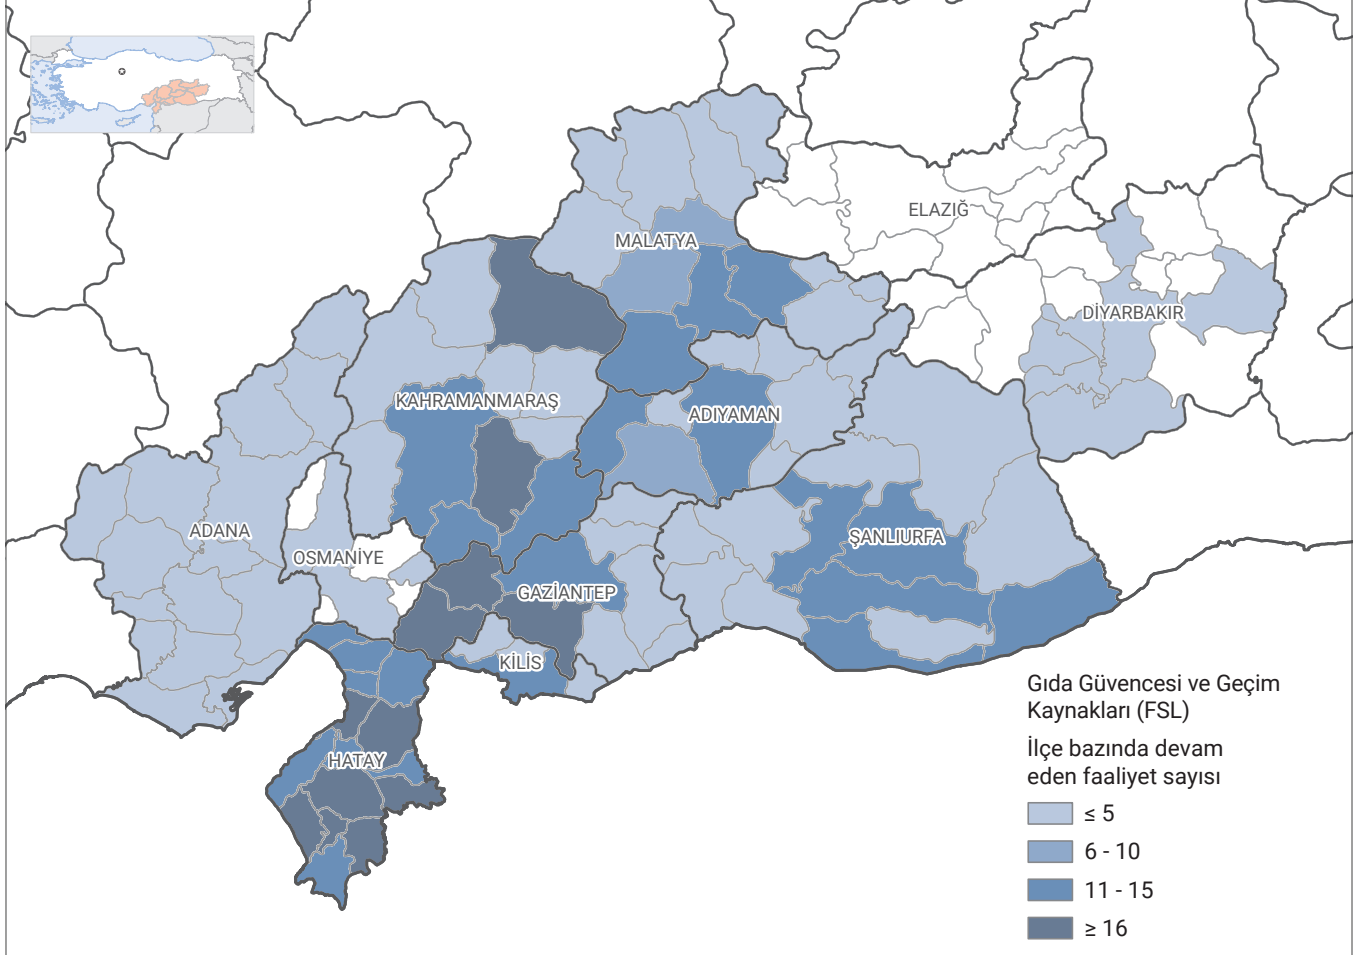 MALATYA
ELAZIĞ
DİYARBAKIR
KAHRAMANMARAŞ
ADIYAMAN
ADANA
OSMANİYE
ŞANLIURFA
GAZİANTEP
KİLİS
HATAY
Gıda Güvencesi ve Geçim
Kaynakları (FSL)
İlçe bazında devam
eden faaliyet sayısı
≤ 5
6 - 10
11 - 15
≥ 16